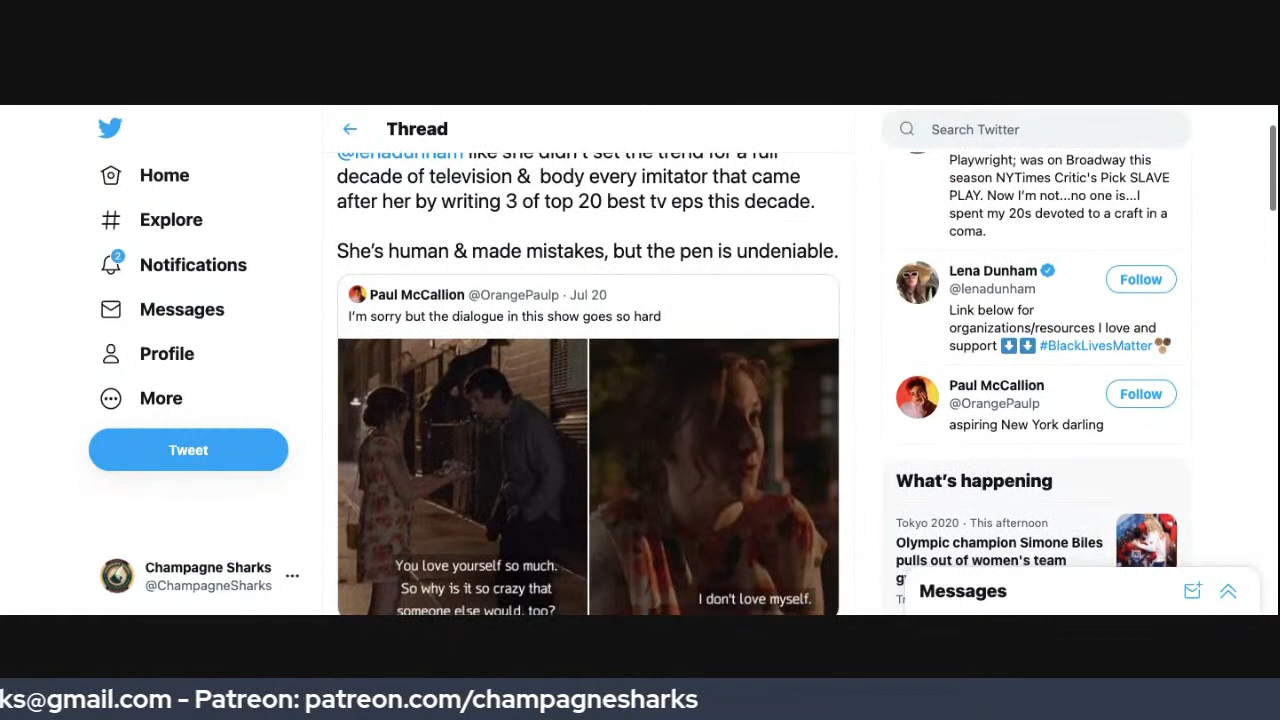 Home
Explore
2
Notifications
Messages
Profile
More
Tweet
Champagne Sharks
@ChampagneSharks
Thread
@lenadunham like she didn't set the trend for a full
decade of television & body every imitator that came
after her by writing 3 of top 20 best tv eps this decade.
She's human & made mistakes, but the pen is undeniable.
Paul McCallion @OrangePaulp · Jul 20
I'm sorry but the dialogue in this show goes so hard
You love yourself so much.
So why is it so crazy that
someone else would, too?
I don't love myself.
Search Twitter
Playwright; was on Broadway this
season NYTimes Critic's Pick SLAVE
PLAY. Now I'm not...no one is...I
spent my 20s devoted to a craft in a
coma.
Lena Dunham
@lenadunham
Follow
Link below for
organizations/resources I love and
support ⬇️⬇️ #BlackLivesMatter
Paul McCallion
@OrangePaulp
Follow
aspiring New York darling
What's happening
Tokyo 2020 · This afternoon
Olympic champion Simone Biles
pulls out of women's team
Messages
ks@gmail.com - Patreon: patreon.com/champagnesharks